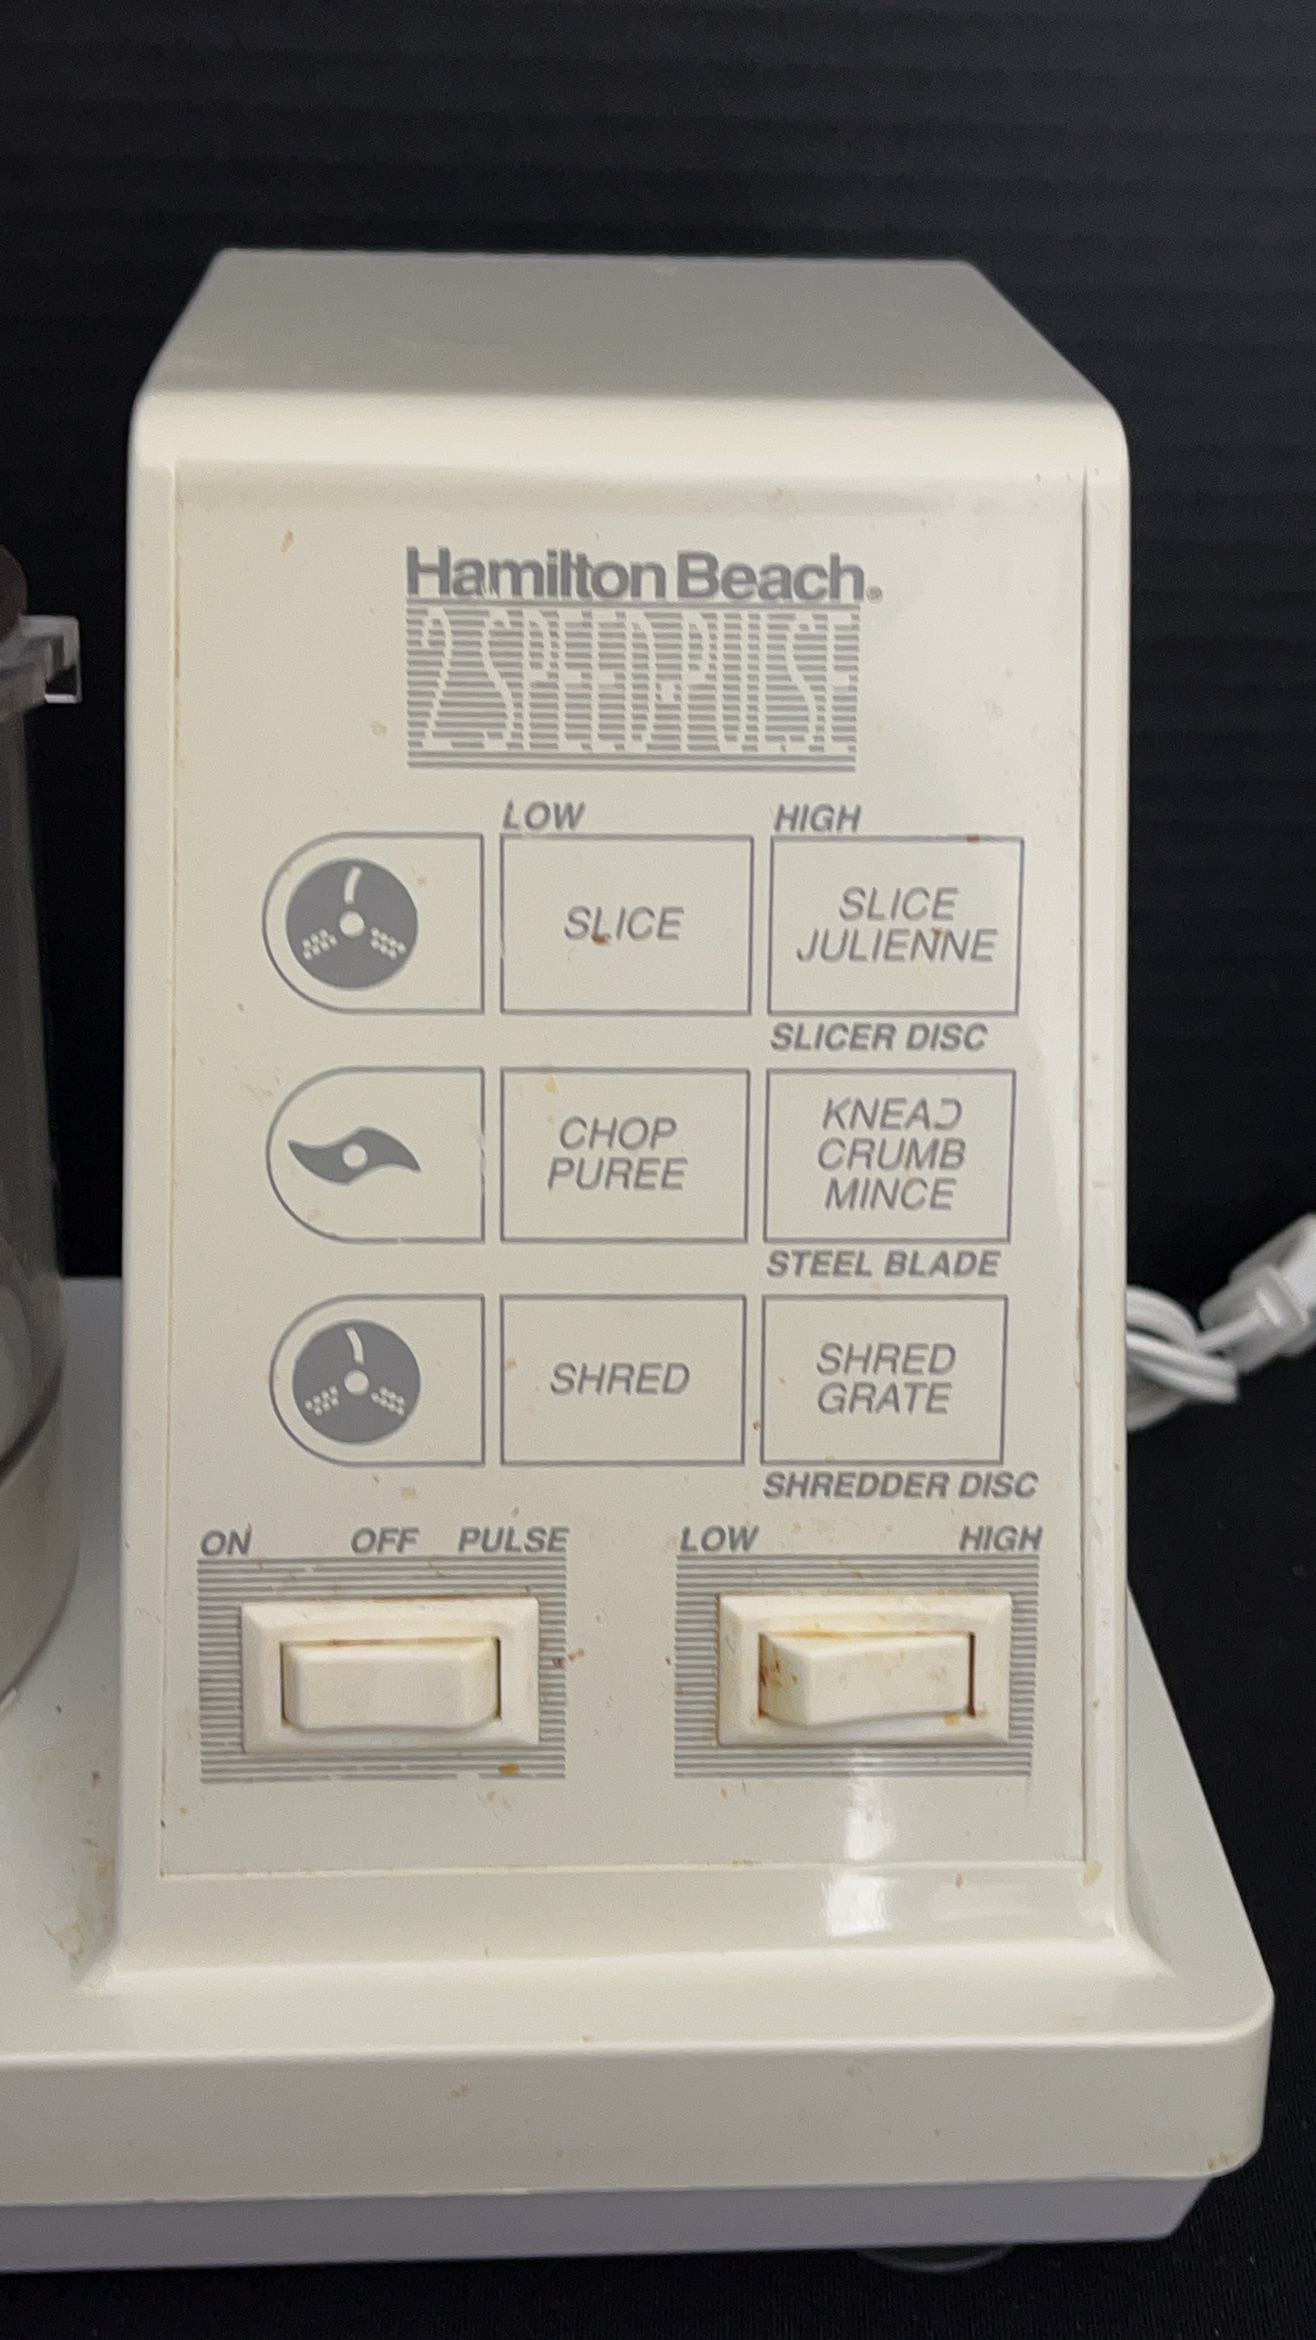 Hamilton Beach®
2 SPEED•PULSE
LOW HIGH
SLICE
SLICE
JULIENNE
SLICER DISC
CHOP
PUREE
KNEAD
CRUMB
MINCE
STEEL BLADE
SHRED
SHRED
GRATE
SHREDDER DISC
ON OFF PULSE
LOW HIGH